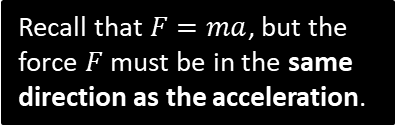 Recall that F = ma, but the
force F must be in the same
direction as the acceleration.